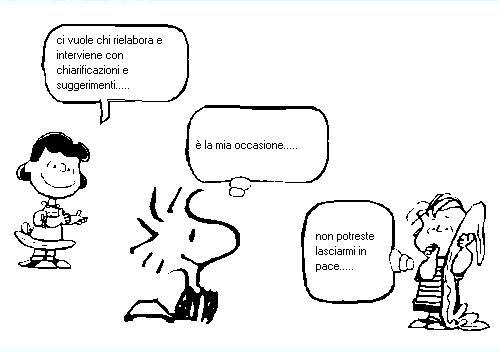 ci vuole chi rielabora e
interviene con
chiarificazioni e
suggerimenti.....
è la mia occasione.....
non potreste
lasciarmi in
pace.....